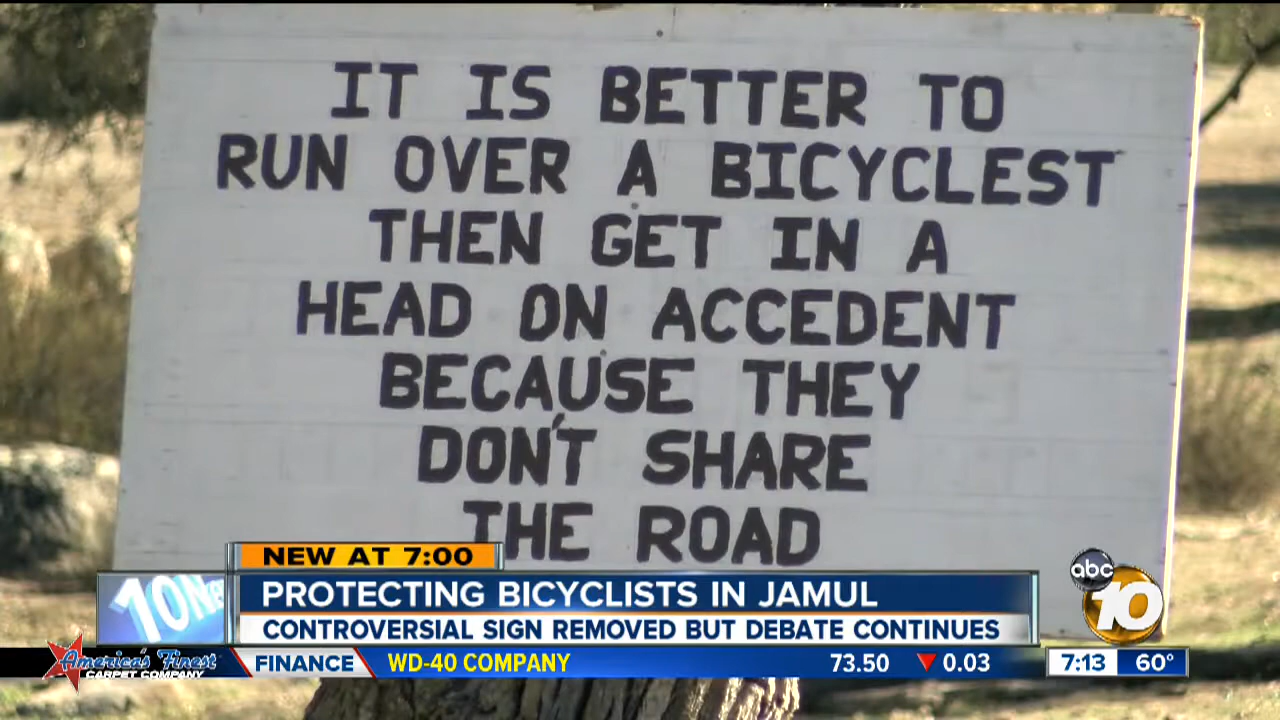 IT IS BETTER TO
RUN OVER A BICYCLEST
THEN GET IN A
HEAD ON ACCEDENT
BECAUSE THEY
DON'T SHARE
THE ROAD
NEW AT 7:00
10Ne
PROTECTING BICYCLISTS IN JAMUL
CONTROVERSIAL SIGN REMOVED BUT DEBATE CONTINUES
abc
10
America's Finest
CARPET COMPANY
FINANCE
WD-40 COMPANY
73.50
0.03
7:13
60°